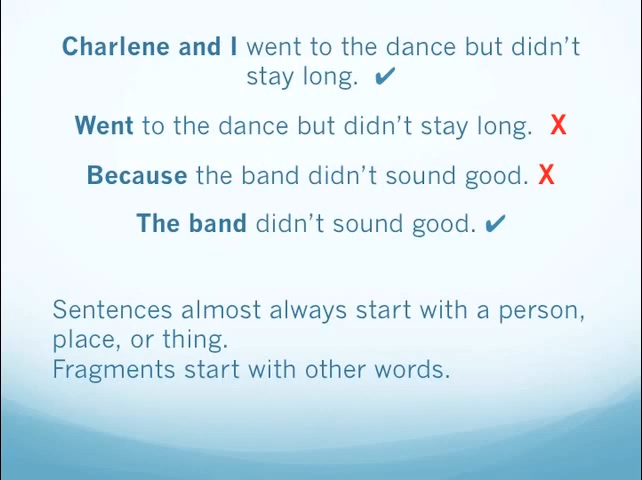 Charlene and I went to the dance but didn’t
stay long. ✔
Went to the dance but didn’t stay long. X
Because the band didn’t sound good. X
The band didn’t sound good. ✔
Sentences almost always start with a person,
place, or thing.
Fragments start with other words.